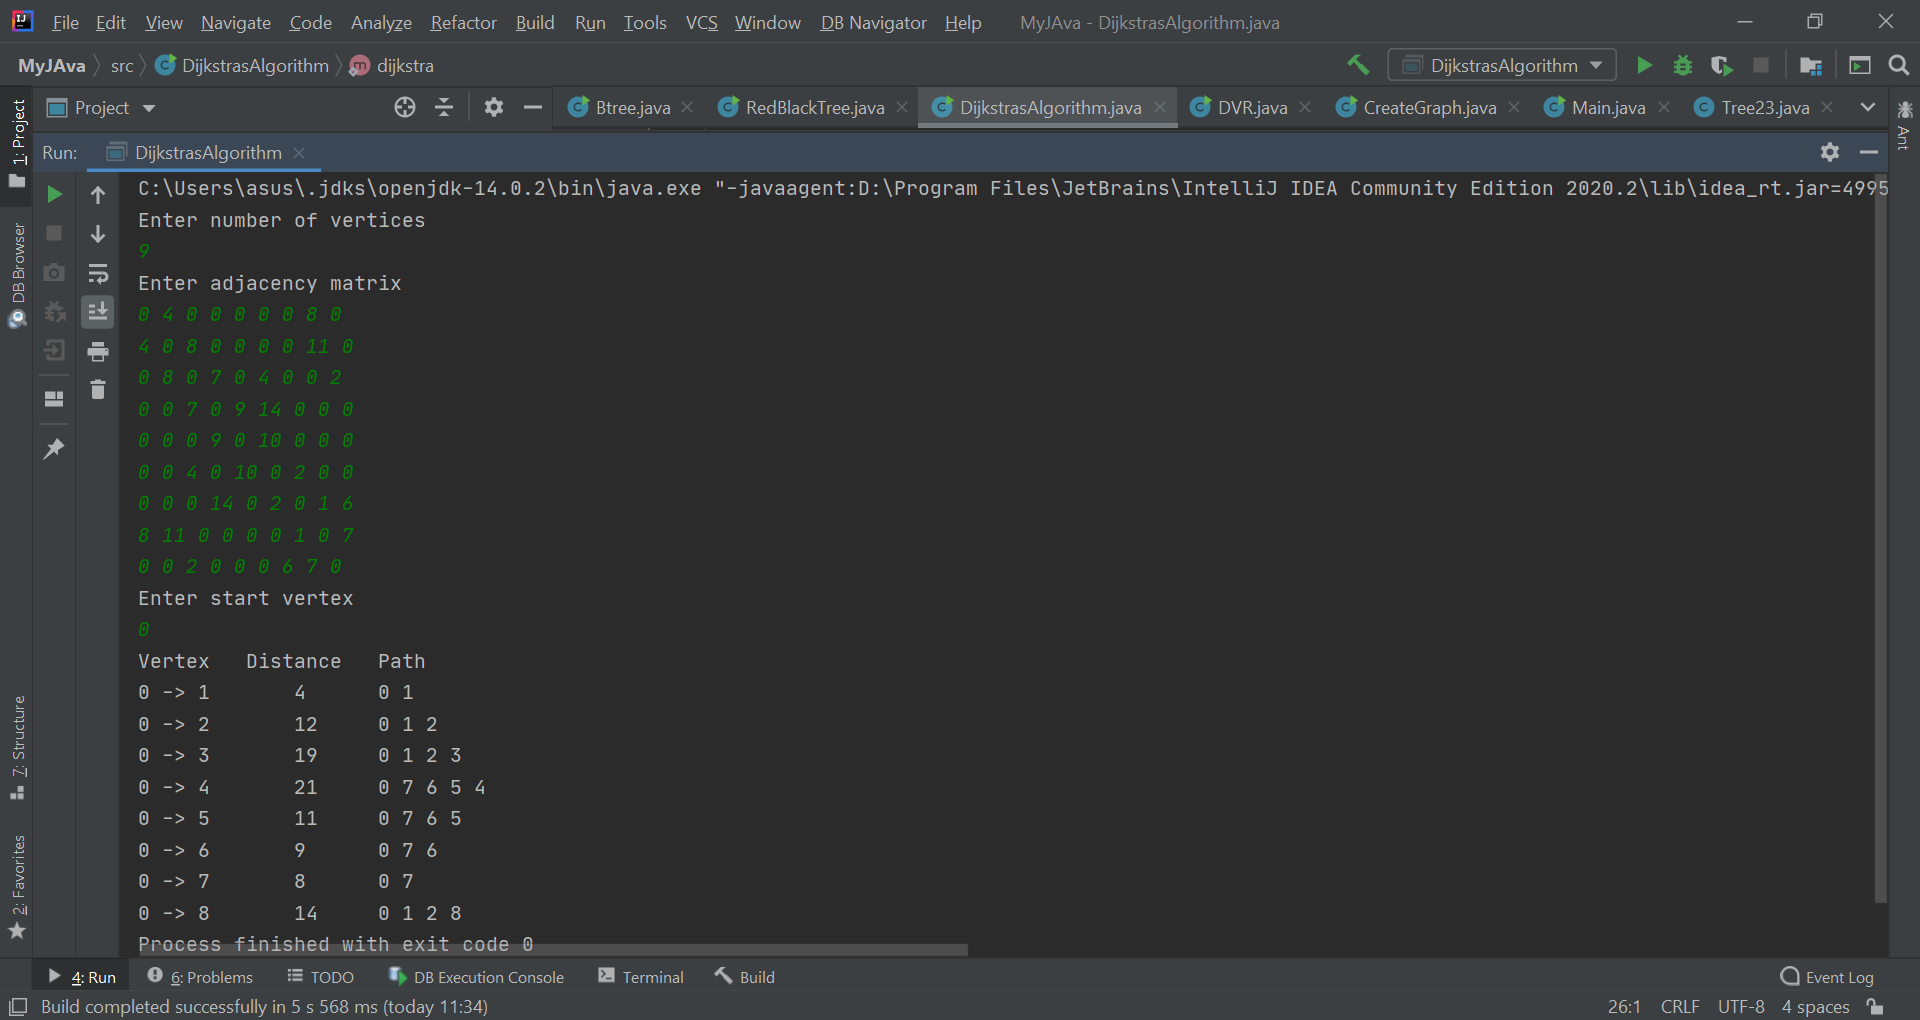 File Edit View Navigate Code Analyze Refactor Build Run Tools VCS Window DB Navigator Help MyJAva - DijkstrasAlgorithm.java
MyJAva src DijkstrasAlgorithm dijkstra DijkstrasAlgorithm
Project Btree.java RedBlackTree.java DijkstrasAlgorithm.java DVR.java CreateGraph.java Main.java Tree23.java
Run: DijkstrasAlgorithm
1: Project
DB Browser
7: Structure
2: Favorites
Ant
C:\Users\asus\.jdks\openjdk-14.0.2\bin\java.exe "-javaagent:D:\Program Files\JetBrains\IntelliJ IDEA Community Edition 2020.2\lib\idea_rt.jar=4995
Enter number of vertices
9
Enter adjacency matrix
0 4 0 0 0 0 0 8 0
4 0 8 0 0 0 0 11 0
0 8 0 7 0 4 0 0 2
0 0 7 0 9 14 0 0 0
0 0 0 9 0 10 0 0 0
0 0 4 0 10 0 2 0 0
0 0 0 14 0 2 0 1 6
8 11 0 0 0 0 1 0 7
0 0 2 0 0 0 6 7 0
Enter start vertex
0
Vertex Distance Path
0 -> 1 4 0 1
0 -> 2 12 0 1 2
0 -> 3 19 0 1 2 3
0 -> 4 21 0 7 6 5 4
0 -> 5 11 0 7 6 5
0 -> 6 9 0 7 6
0 -> 7 8 0 7
0 -> 8 14 0 1 2 8
Process finished with exit code 0
4: Run 6: Problems TODO DB Execution Console Terminal Build Event Log
Build completed successfully in 5 s 568 ms (today 11:34) 26:1 CRLF UTF-8 4 spaces